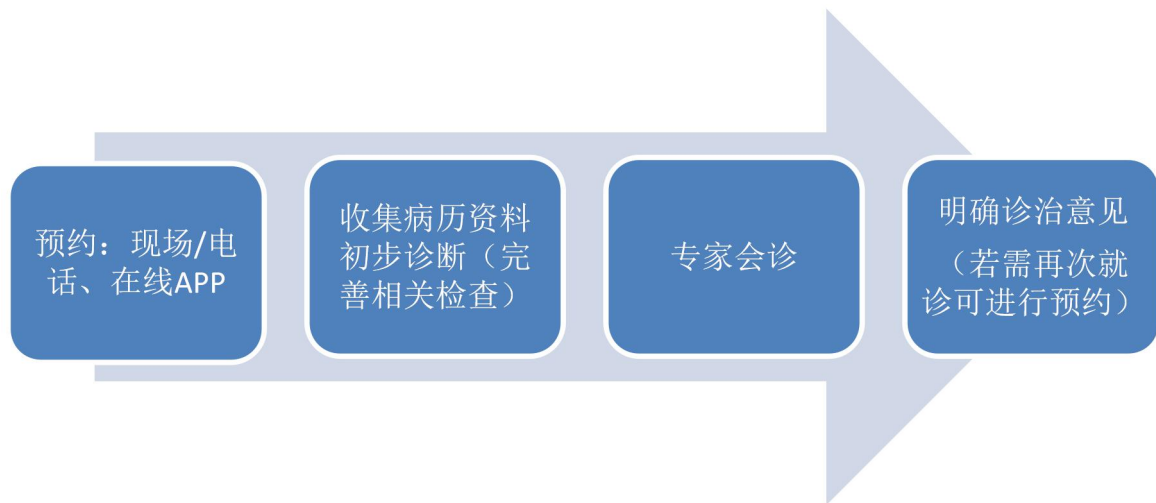 预约：现场/电
话、在线APP
收集病历资料
初步诊断（完
善相关检查）
专家会诊
明确诊治意见
（若需再次就
诊可进行预约）